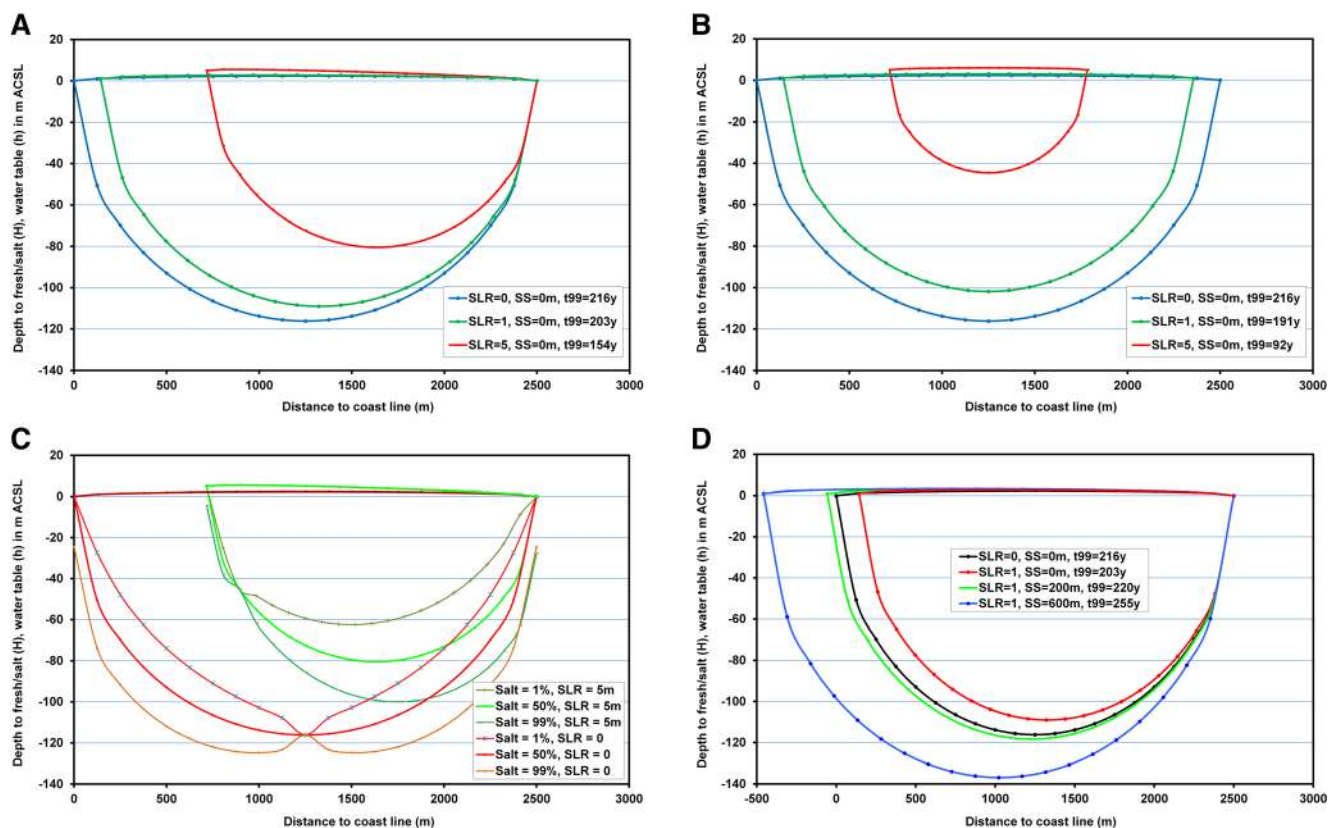 A
Depth to fresh/salt (H), water table (h) in m ACSL
20
0
-20
-40
-60
-80
-100
-120
-140
SLR=0, SS=0m, t99=216y
SLR=1, SS=0m, t99=203y
SLR=5, SS=0m, t99=154y
0 500 1000 1500 2000 2500 3000
Distance to coast line (m)
B
Depth to fresh/salt (H), water table (h) in m ACSL
20
0
-20
-40
-60
-80
-100
-120
-140
SLR=0, SS=0m, t99=216y
SLR=1, SS=0m, t99=191y
SLR=5, SS=0m, t99=92y
0 500 1000 1500 2000 2500 3000
Distance to coast line (m)
C
Depth to fresh/salt (H), water table (h) in m ACSL
20
0
-20
-40
-60
-80
-100
-120
-140
Salt = 1%, SLR = 5m
Salt = 50%, SLR = 5m
Salt = 99%, SLR = 5m
Salt = 1%, SLR = 0
Salt = 50%, SLR = 0
Salt = 99%, SLR = 0
0 500 1000 1500 2000 2500 3000
Distance to coast line (m)
D
Depth to fresh/salt (H), water table (h) in m ACSL
20
0
-20
-40
-60
-80
-100
-120
-140
SLR=0, SS=0m, t99=216y
SLR=1, SS=0m, t99=203y
SLR=1, SS=200m, t99=220y
SLR=1, SS=600m, t99=255y
-500 0 500 1000 1500 2000 2500 3000
Distance to coast line (m)